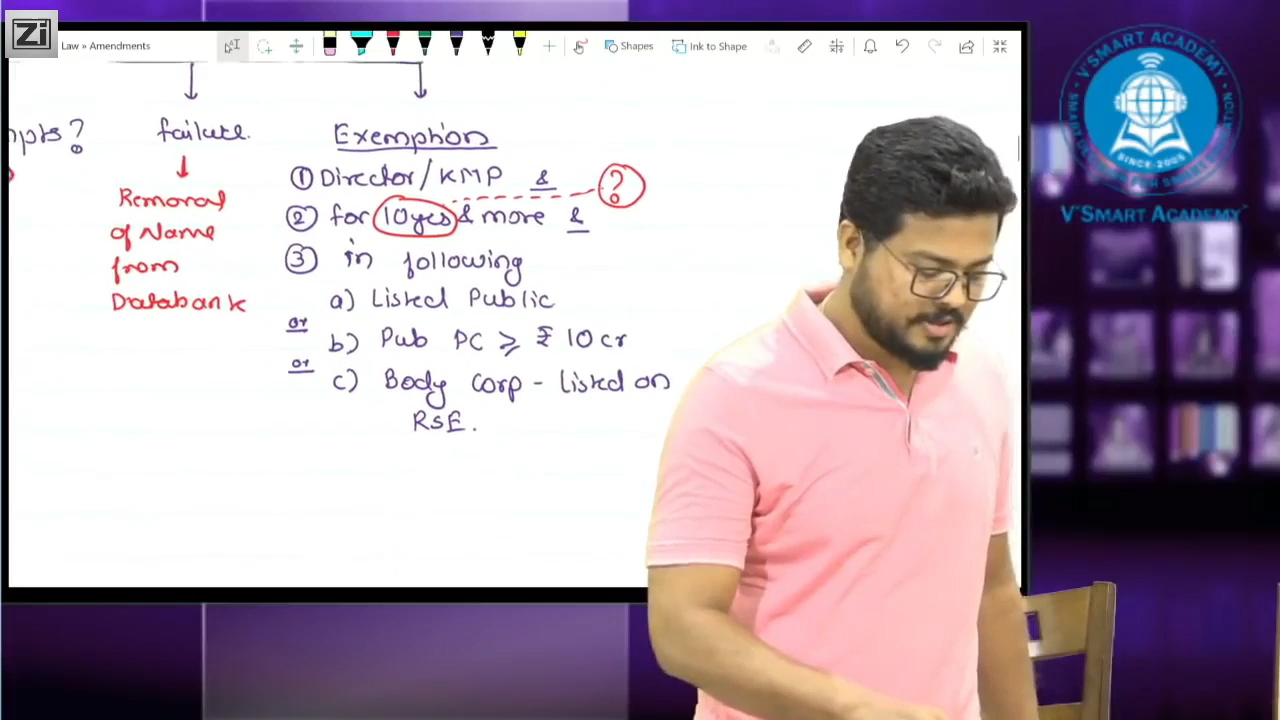 Zi
Law » Amendments
Shapes
Ink to Shape
mpts?
failure.
Removal
of Name
from
Databank
Exemption
① Director/KMP &
?
② for 10yrs & more &
③ in following
a) Listed Public
or
b) Pub PC ≥ ₹ 10 cr
or
c) Body Corp - listed on
RSE.
V'SMART ACADEMY
SINCE-2005
V'SMART ACADEMY